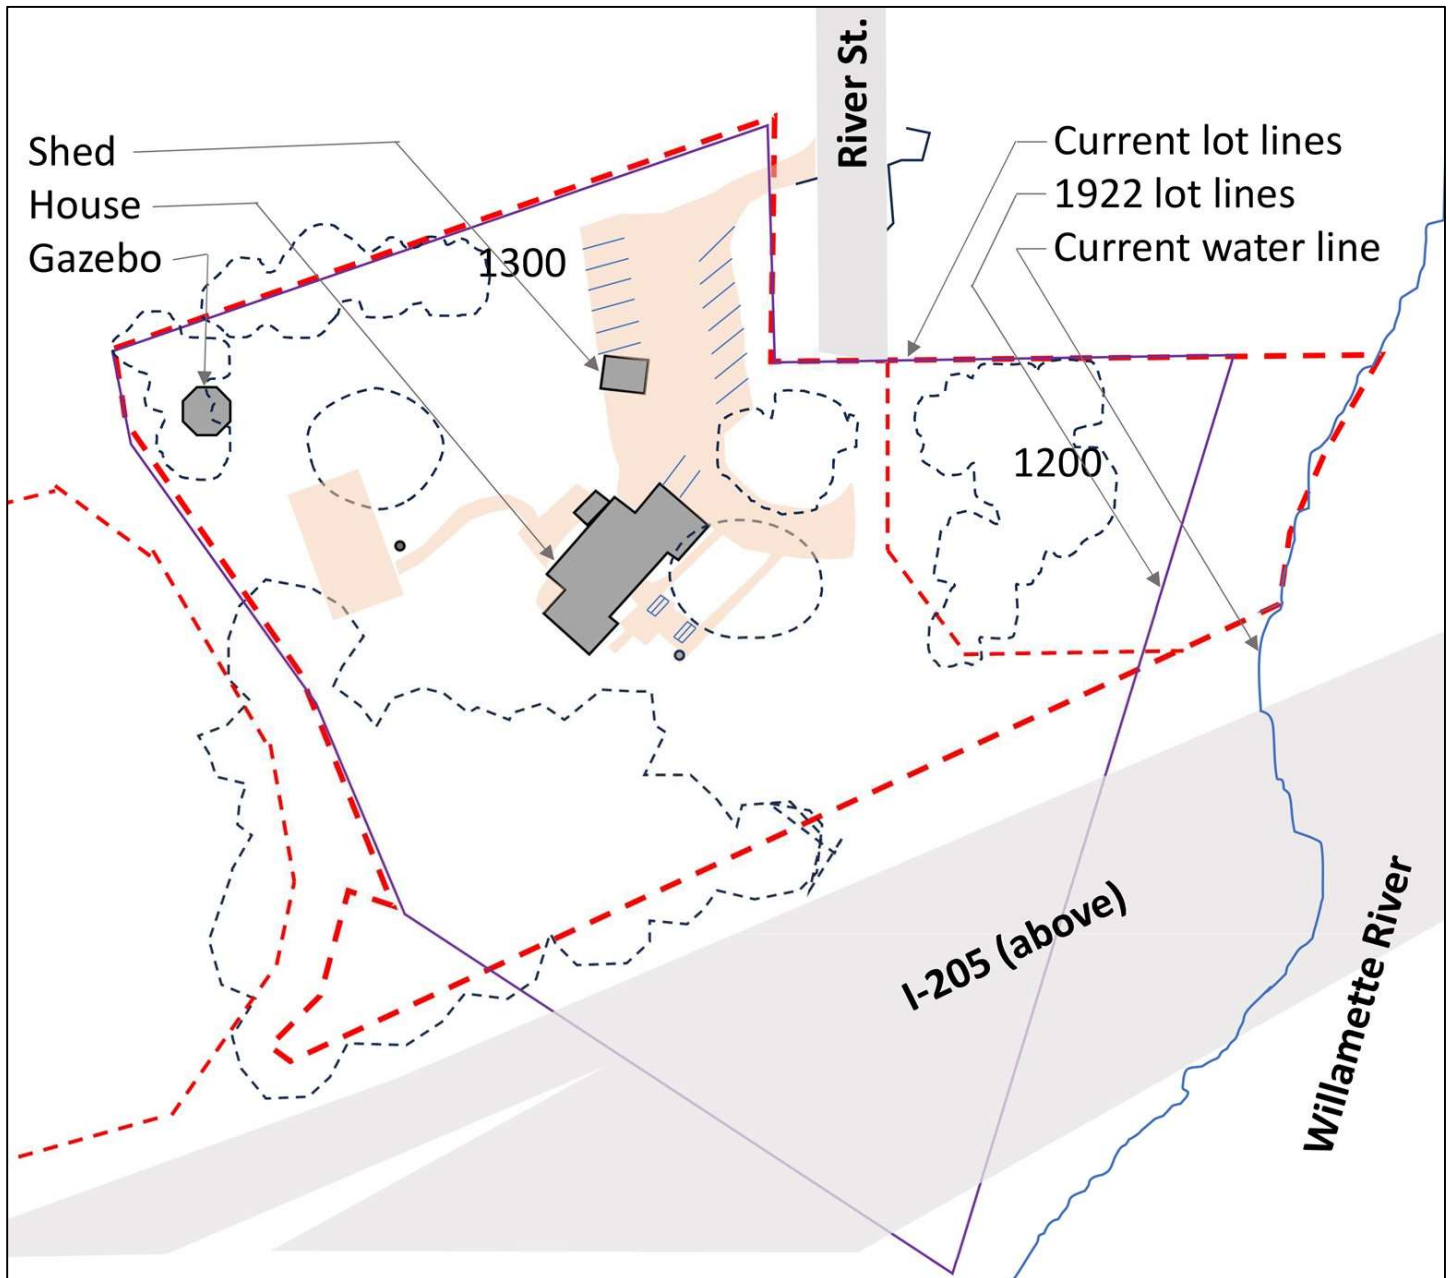 River St.
Shed
House
Gazebo
Current lot lines
1922 lot lines
Current water line
1300
1200
I-205 (above)
Willamette River